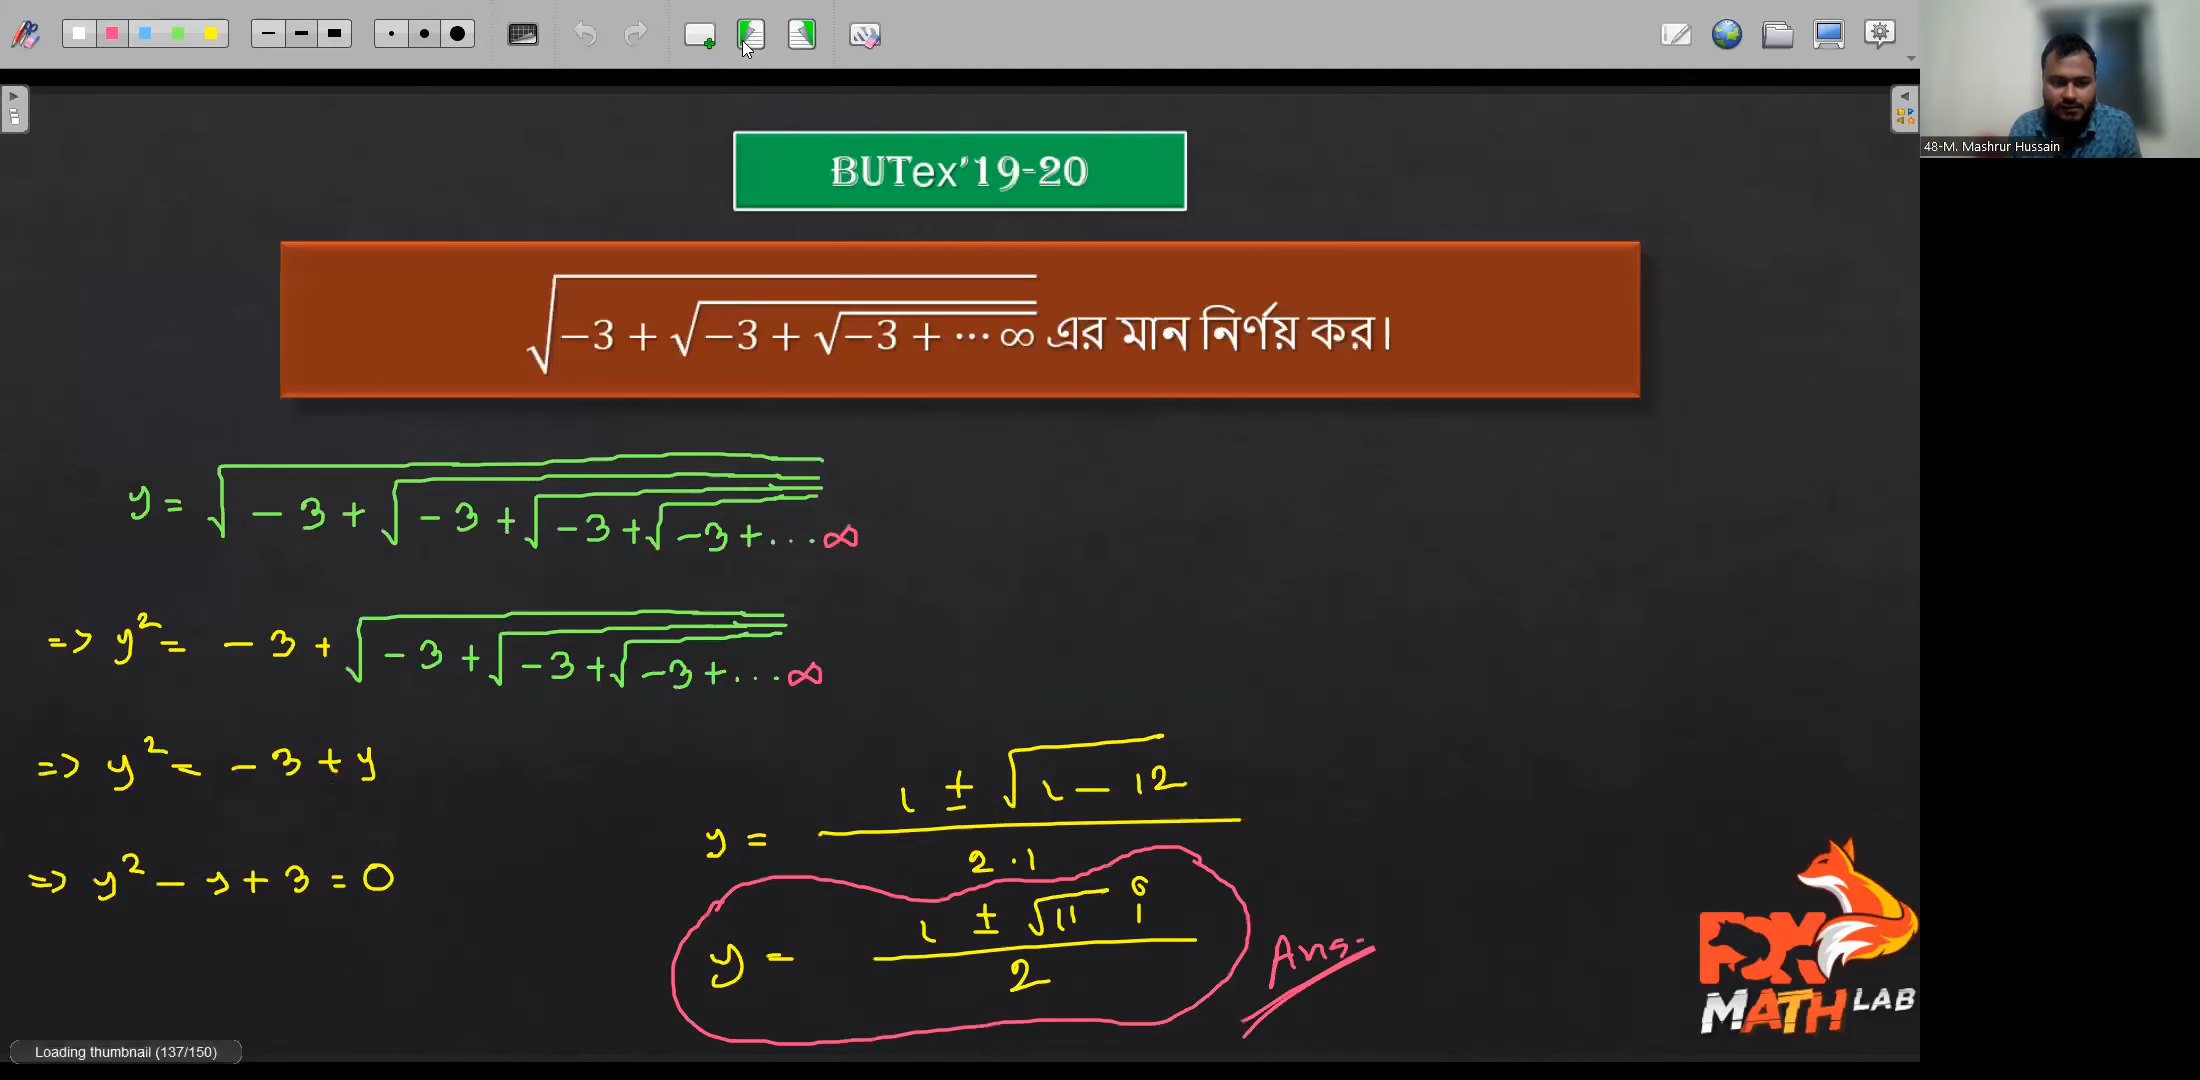 48-M. Mashrur Hussain
BUTex'19-20
√(−3 + √(−3 + √(−3 + ⋯ ∞))) এর মান নির্ণয় কর।
y = √(-3 + √(-3 + √(-3 + √(-3 + ... ∞))))
=> y² = -3 + √(-3 + √(-3 + √(-3 + ... ∞)))
=> y² = -3 + y
=> y² - y + 3 = 0
y = (1 ± √(1 - 12)) / (2 · 1)
y = (1 ± √11 i) / 2
Ans.
FOX
MATH LAB
Loading thumbnail (137/150)